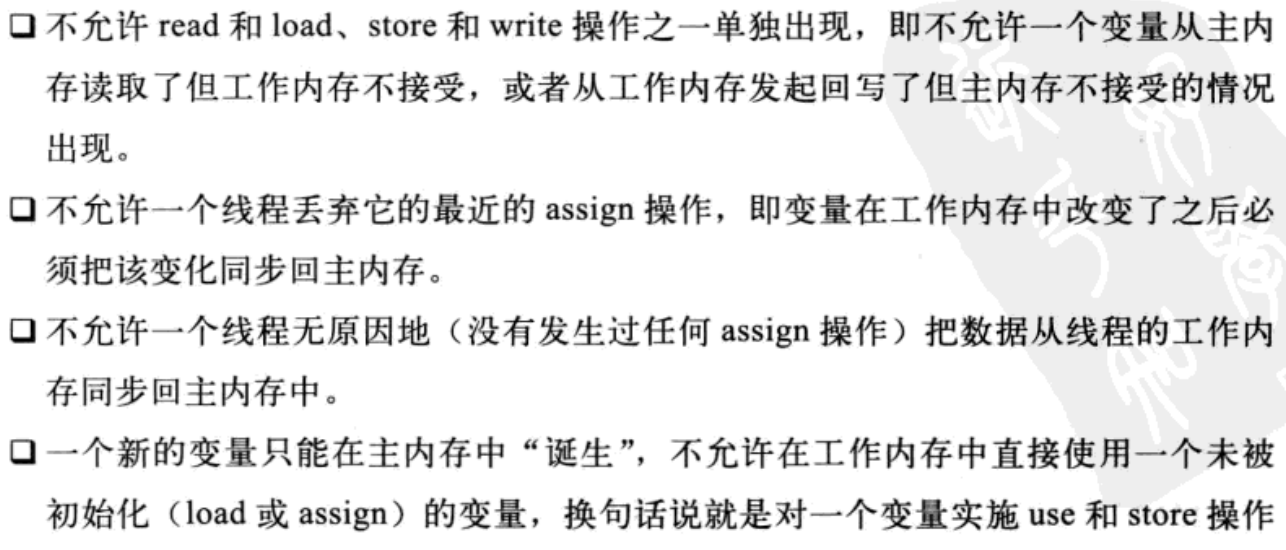 ❑ 不允许 read 和 load、store 和 write 操作之一单独出现，即不允许一个变量从主内
存读取了但工作内存不接受，或者从工作内存发起回写了但主内存不接受的情况
出现。
❑ 不允许一个线程丢弃它的最近的 assign 操作，即变量在工作内存中改变了之后必
须把该变化同步回主内存。
❑ 不允许一个线程无原因地（没有发生过任何 assign 操作）把数据从线程的工作内
存同步回主内存中。
❑ 一个新的变量只能在主内存中“诞生”，不允许在工作内存中直接使用一个未被
初始化（load 或 assign）的变量，换句话说就是对一个变量实施 use 和 store 操作